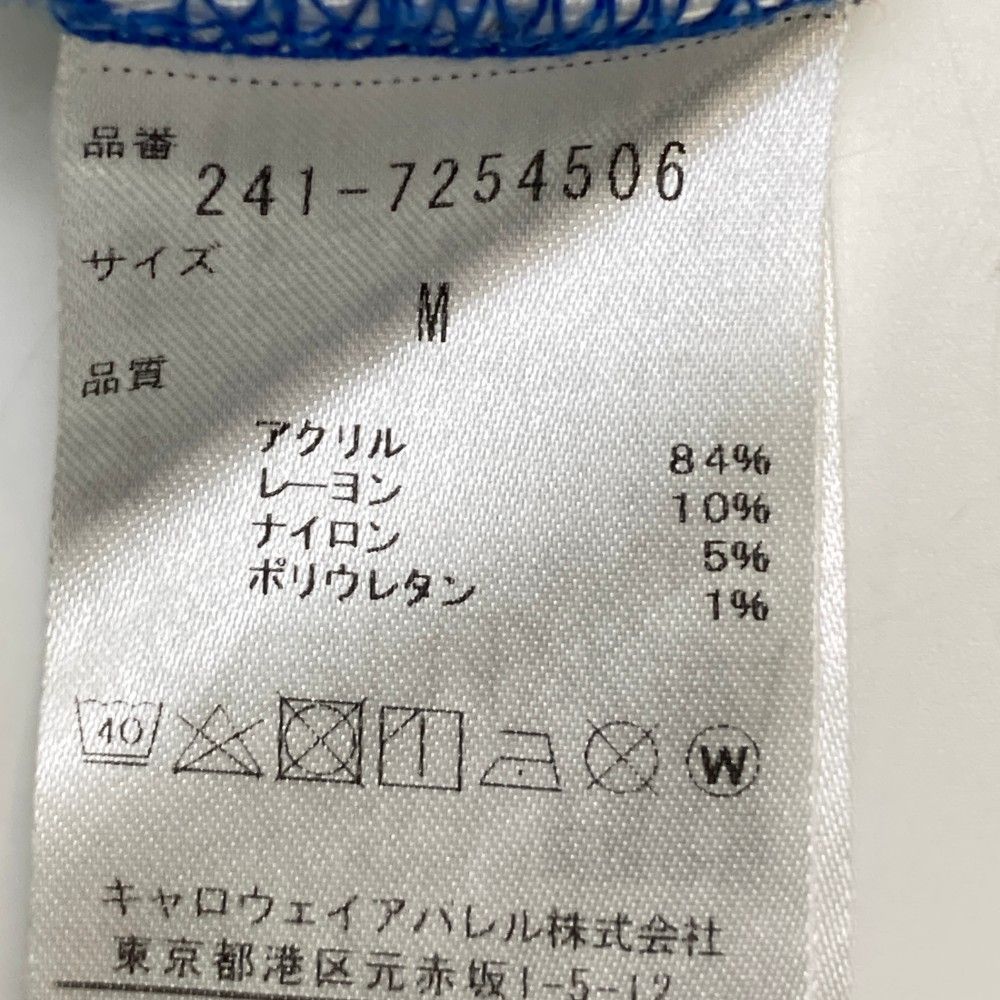 品番
241-7254506
サイズ
M
品質
アクリル 84%
レーヨン 10%
ナイロン 5%
ポリウレタン 1%
40 W
キャロウェイアパレル株式会社
東京都港区元赤坂1-5-12